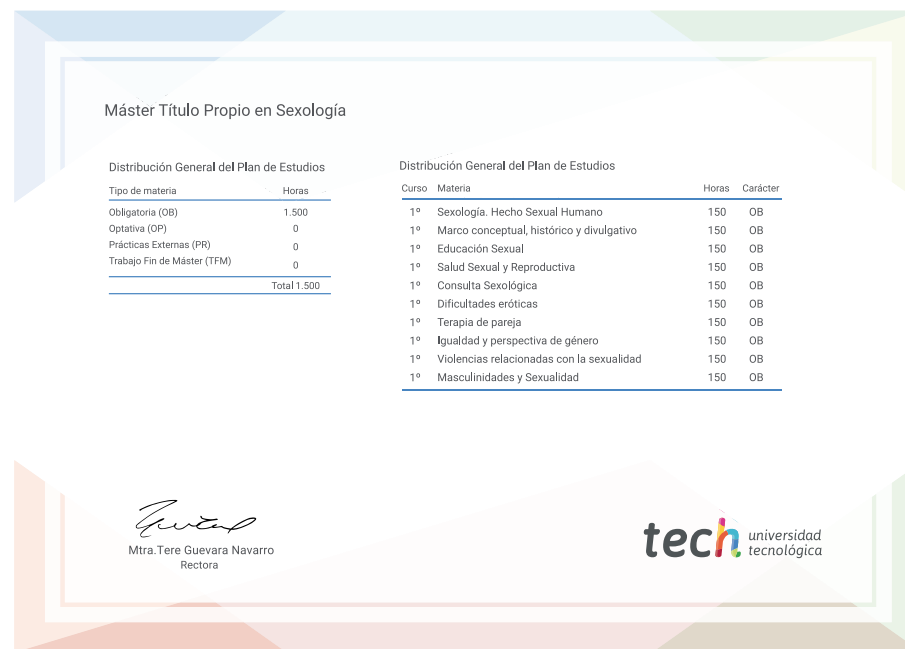 Máster Título Propio en Sexología
Distribución General del Plan de Estudios
Tipo de materia Horas
Obligatoria (OB) 1.500
Optativa (OP) 0
Prácticas Externas (PR) 0
Trabajo Fin de Máster (TFM) 0
Total 1.500
Distribución General del Plan de Estudios
Curso Materia Horas Carácter
1º Sexología. Hecho Sexual Humano 150 OB
1º Marco conceptual, histórico y divulgativo 150 OB
1º Educación Sexual 150 OB
1º Salud Sexual y Reproductiva 150 OB
1º Consulta Sexológica 150 OB
1º Dificultades eróticas 150 OB
1º Terapia de pareja 150 OB
1º Igualdad y perspectiva de género 150 OB
1º Violencias relacionadas con la sexualidad 150 OB
1º Masculinidades y Sexualidad 150 OB
Mtra.Tere Guevara Navarro
Rectora
tech universidad
tecnológica